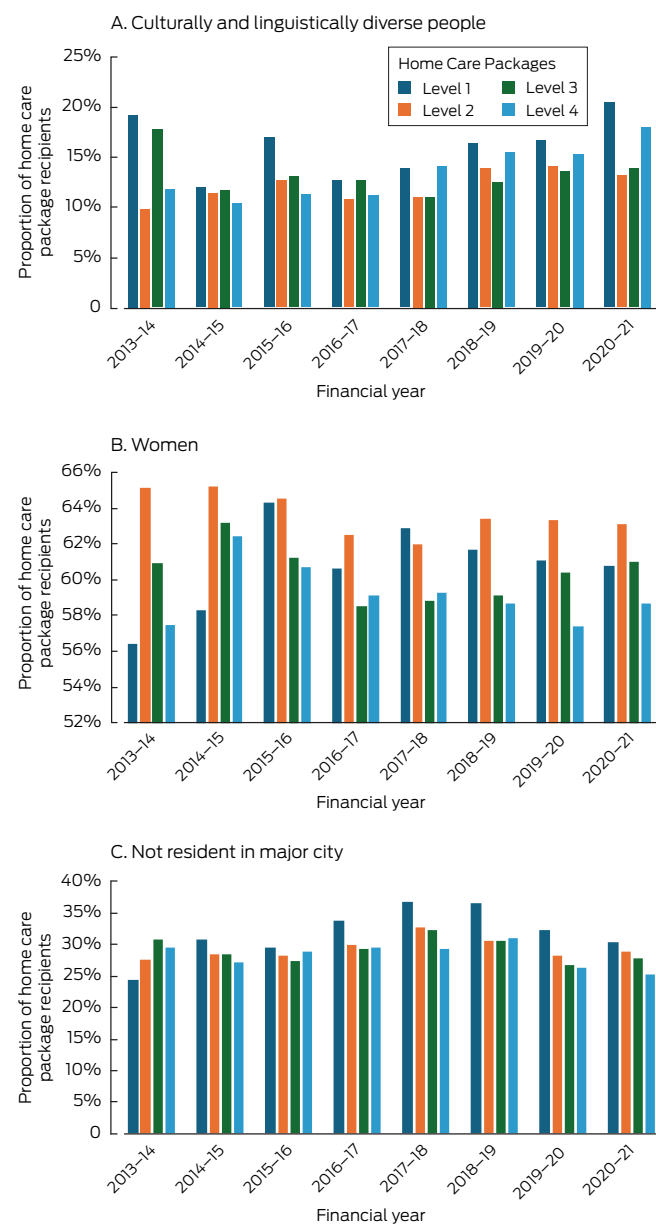 A. Culturally and linguistically diverse people
Proportion of home care
package recipients
25%
20%
15%
10%
5%
0
Home Care Packages
Level 1
Level 3
Level 2
Level 4
2013–14
2014–15
2015–16
2016–17
2017–18
2018–19
2019–20
2020–21
Financial year
B. Women
Proportion of home care
package recipients
66%
64%
62%
60%
58%
56%
54%
52%
2013–14
2014–15
2015–16
2016–17
2017–18
2018–19
2019–20
2020–21
Financial year
C. Not resident in major city
Proportion of home care
package recipients
40%
35%
30%
25%
20%
15%
10%
5%
0
2013–14
2014–15
2015–16
2016–17
2017–18
2018–19
2019–20
2020–21
Financial year